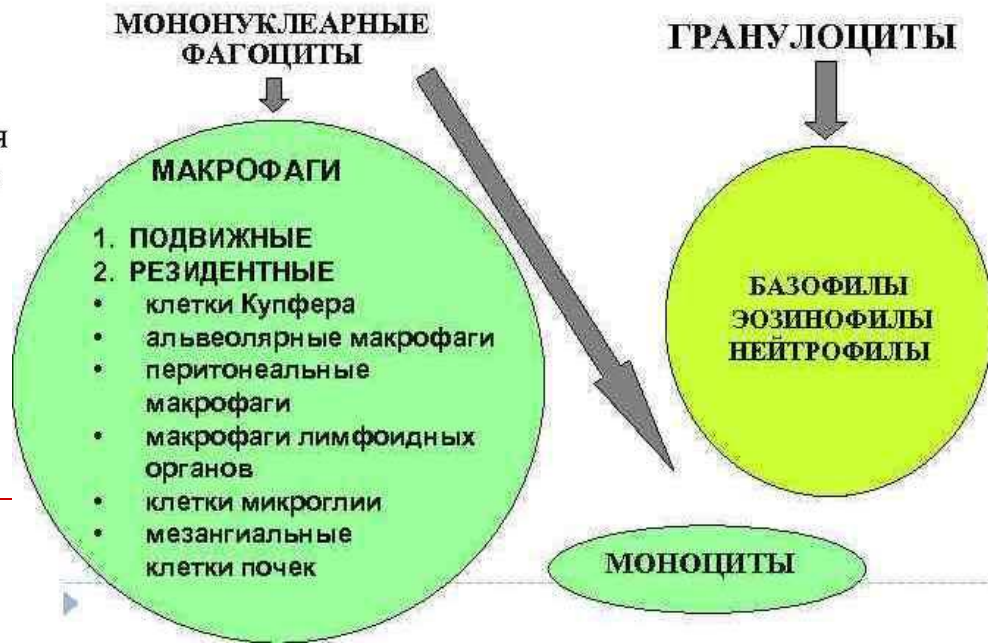 МОНОНУКЛЕАРНЫЕ
ФАГОЦИТЫ
ГРАНУЛОЦИТЫ
я
МАКРОФАГИ
1. ПОДВИЖНЫЕ
2. РЕЗИДЕНТНЫЕ
• клетки Купфера
• альвеолярные макрофаги
• перитонеальные
макрофаги
• макрофаги лимфоидных
органов
• клетки микроглии
• мезангиальные
клетки почек
БАЗОФИЛЫ
ЭОЗИНОФИЛЫ
НЕЙТРОФИЛЫ
МОНОЦИТЫ